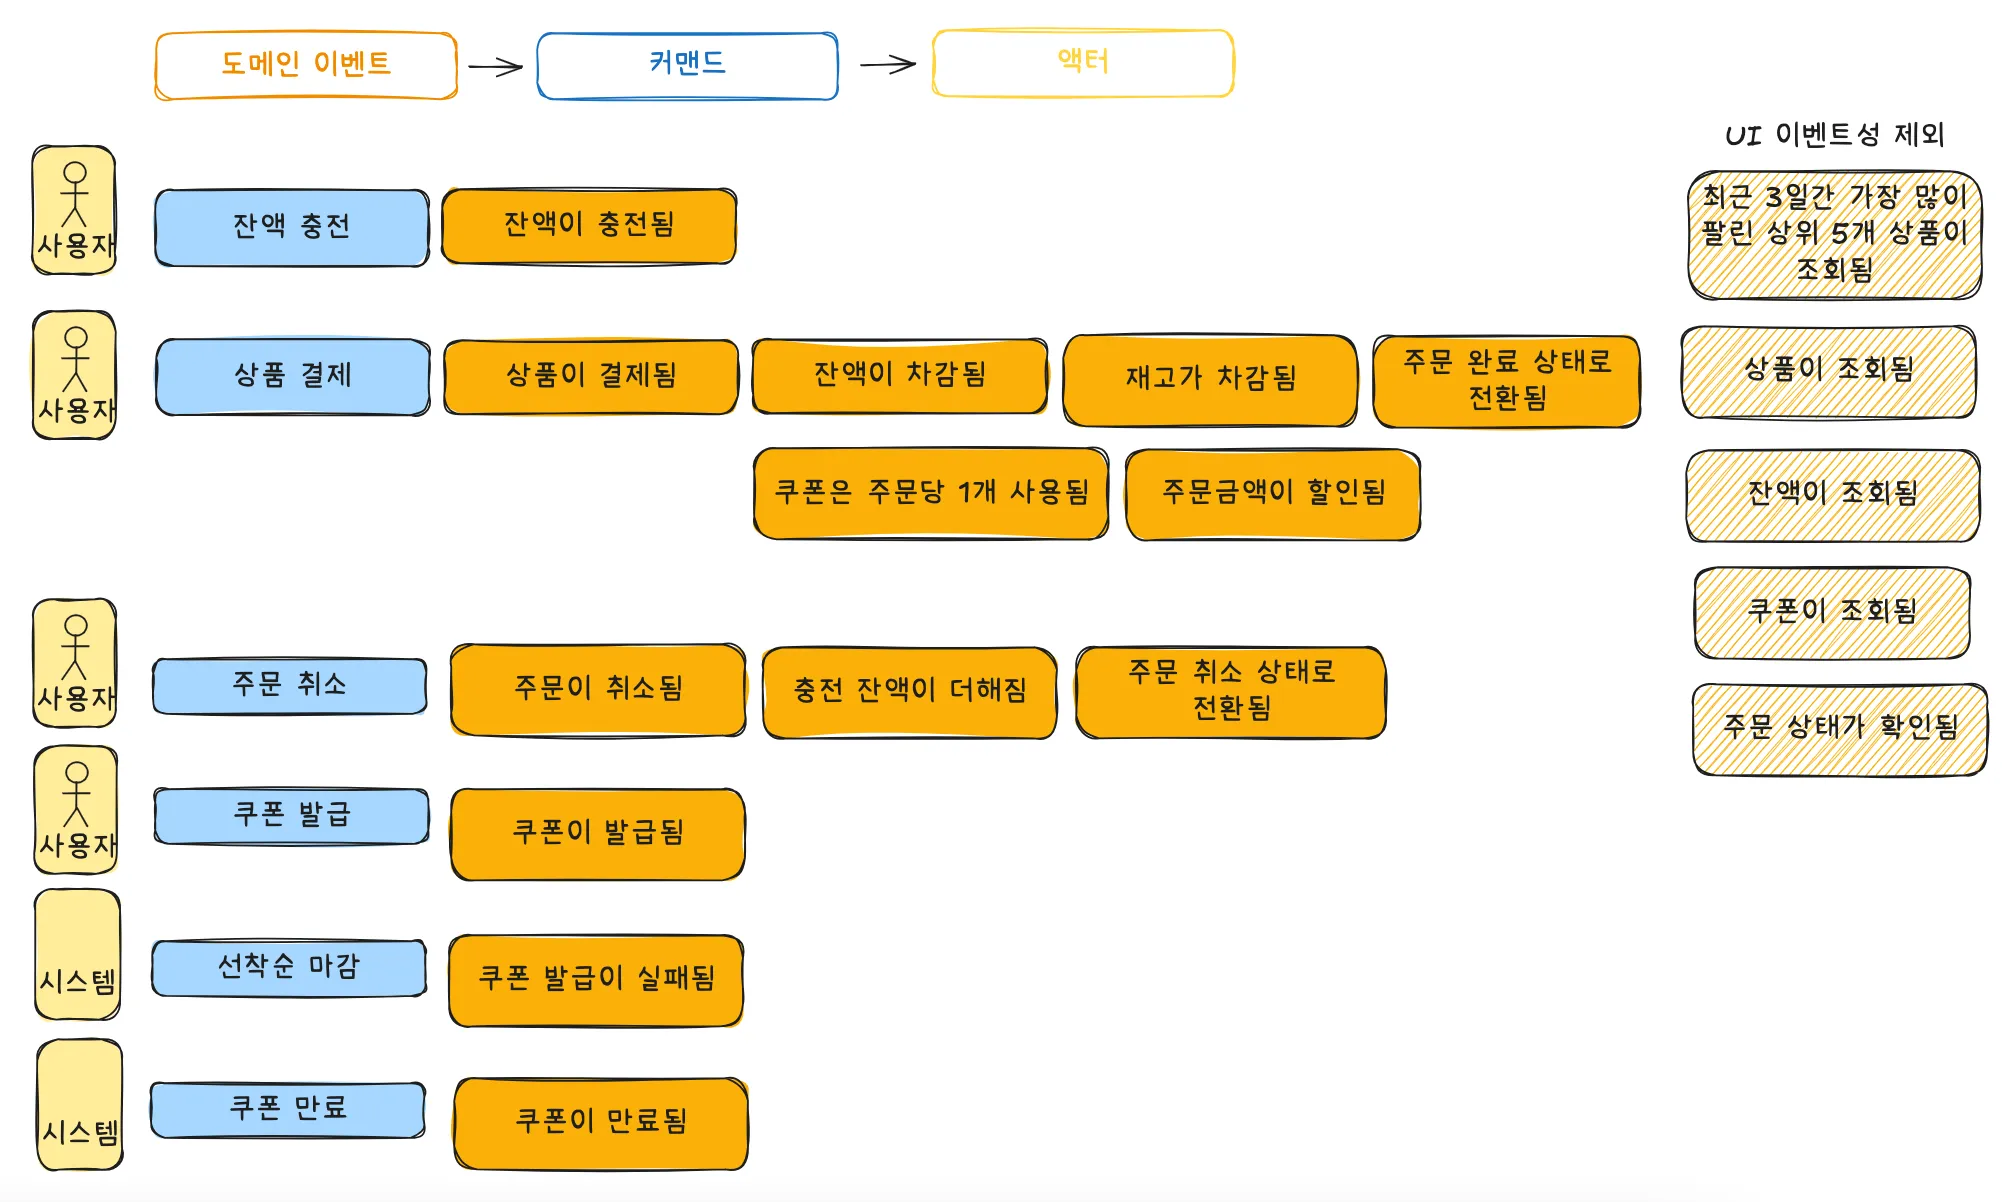 도메인 이벤트
커맨드
액터
UI 이벤트성 제외
사용자
잔액 충전
잔액이 충전됨
최근 3일간 가장 많이
팔린 상위 5개 상품이
조회됨
사용자
상품 결제
상품이 결제됨
잔액이 차감됨
재고가 차감됨
주문 완료 상태로
전환됨
상품이 조회됨
쿠폰은 주문당 1개 사용됨
주문금액이 할인됨
잔액이 조회됨
쿠폰이 조회됨
사용자
주문 취소
주문이 취소됨
충전 잔액이 더해짐
주문 취소 상태로
전환됨
주문 상태가 확인됨
사용자
쿠폰 발급
쿠폰이 발급됨
시스템
선착순 마감
쿠폰 발급이 실패됨
시스템
쿠폰 만료
쿠폰이 만료됨